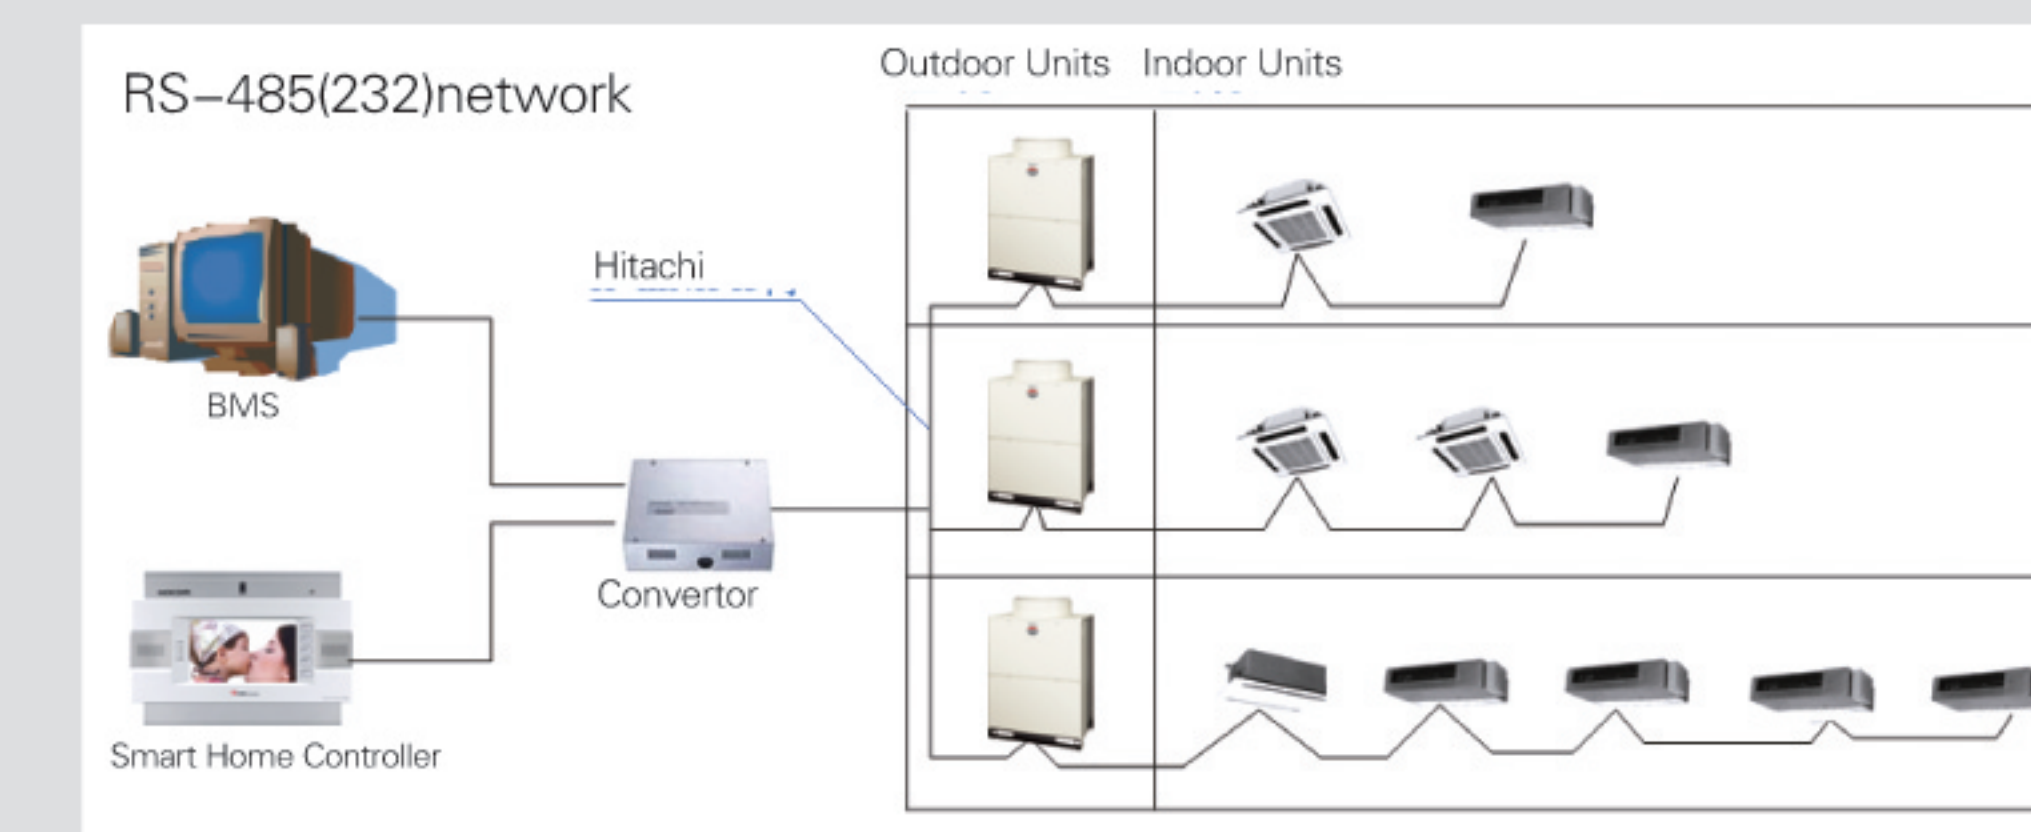 RS–485(232)network
Outdoor Units
Indoor Units
Hitachi
BMS
Convertor
Smart Home Controller